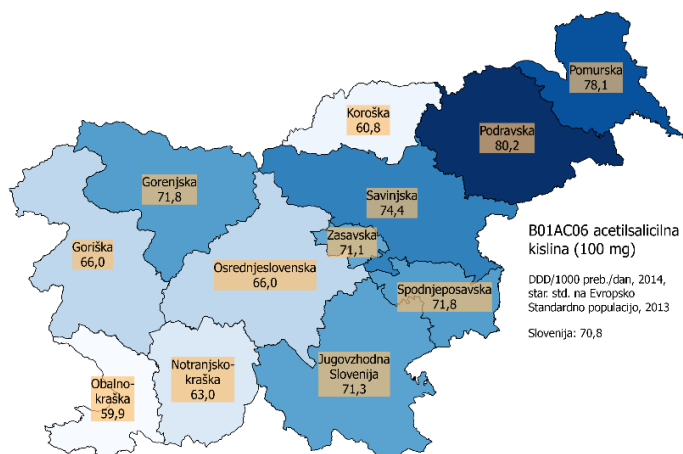 Pomurska
78,1
Koroška
60,8
Podravska
80,2
Gorenjska
71,8
Savinjska
74,4
Goriška
66,0
Zasavska
71,1
Osrednjeslovenska
66,0
Spodnjeposavska
71,8
Notranjsko-
kraška
63,0
Jugovzhodna
Slovenija
71,3
Obalno-
kraška
59,9
B01AC06 acetilsalicilna
kislina (100 mg)
DDD/1000 preb./dan, 2014,
star. std. na Evropsko
Standardno populacijo, 2013
Slovenija: 70,8